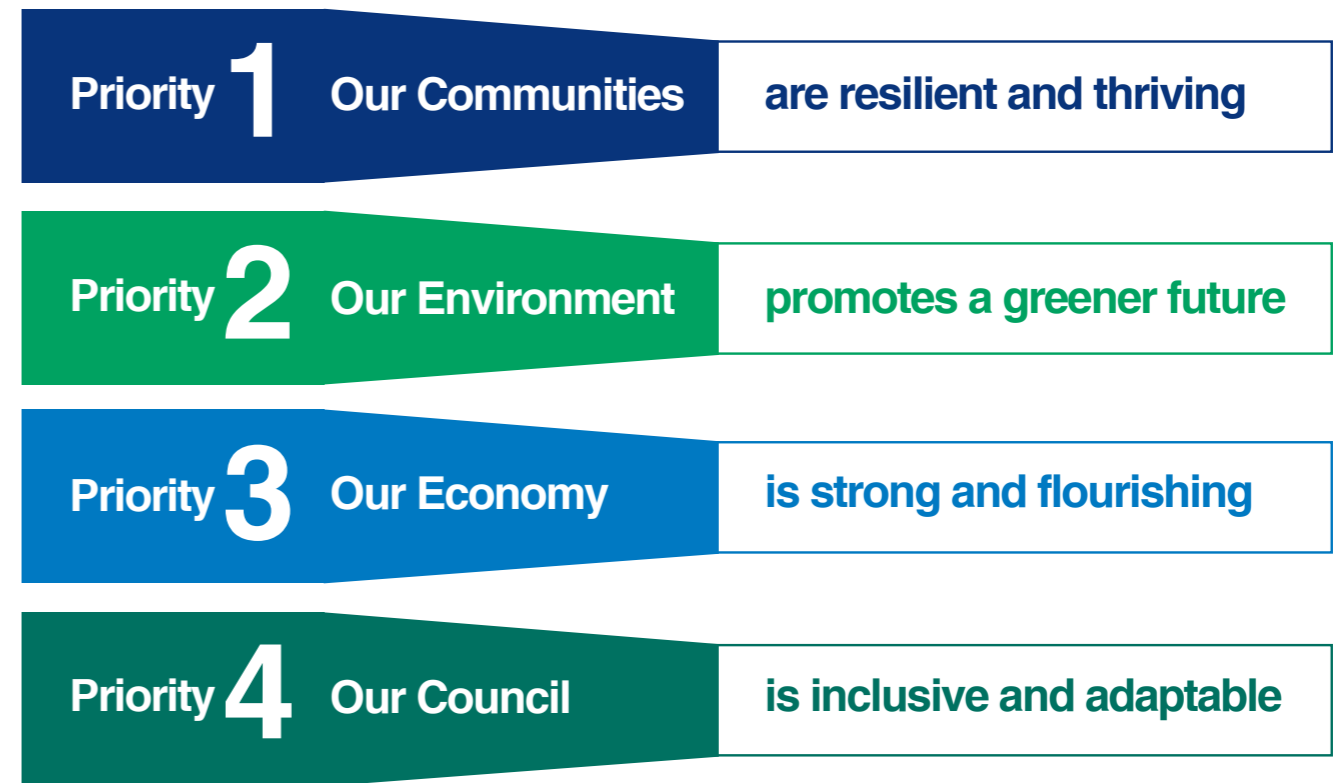 Priority 1 Our Communities are resilient and thriving
Priority 2 Our Environment promotes a greener future
Priority 3 Our Economy is strong and flourishing
Priority 4 Our Council is inclusive and adaptable